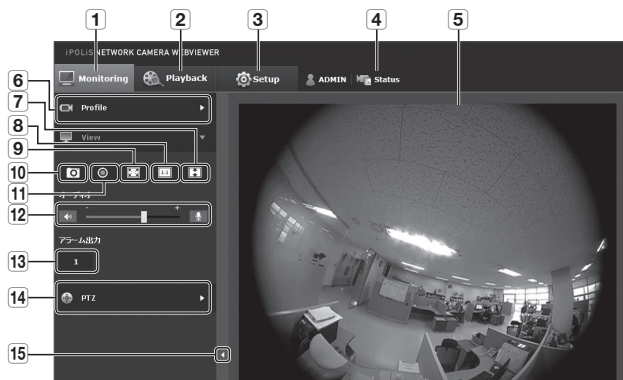 1 2 3 4 5
iPOLiS NETWORK CAMERA WEBVIEWER
Monitoring Playback Setup ADMIN Status
6
7
8
9
10
11
12
13
14
15
Profile
View
1:1
オーディオ
- +
アラーム出力
1
PTZ